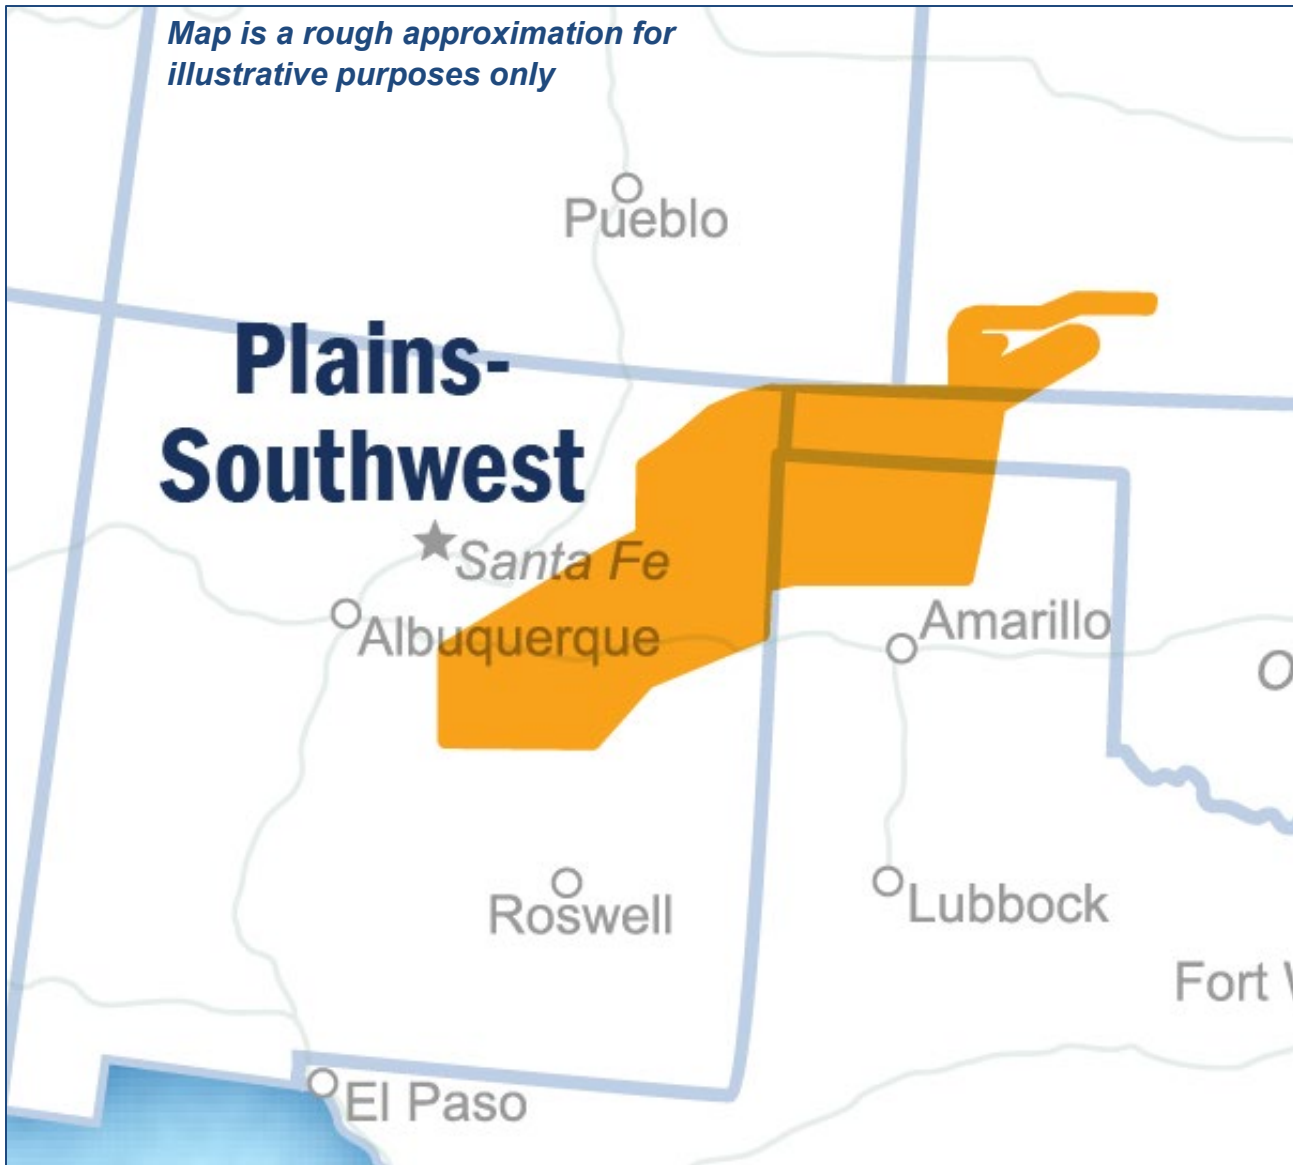 Map is a rough approximation for
illustrative purposes only
Pueblo
Plains-
Southwest
Santa Fe
Albuquerque
Amarillo
O
Roswell
Lubbock
Fort
El Paso